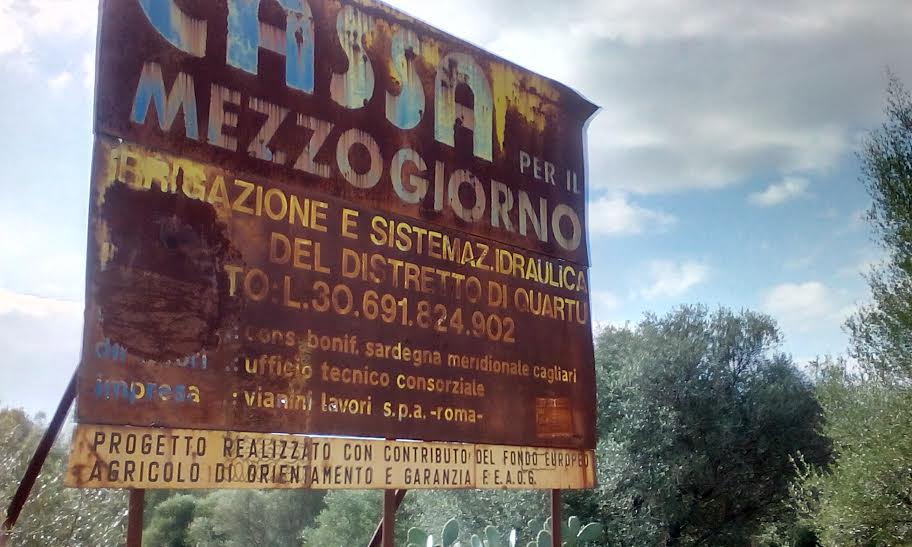 CASSA
PER IL
MEZZOGIORNO
IRRIGAZIONE E SISTEMAZ.IDRAULICA
DEL DISTRETTO DI QUARTU
TO:L.30.691.824.902
: cons. bonif. sardegna meridionale cagliari
: ufficio tecnico consorziale
impresa : vianini lavori s.p.a. -roma-
PROGETTO REALIZZATO CON CONTRIBUTO DEL FONDO EUROPEO
AGRICOLO DI ORIENTAMENTO E GARANZIA F.E.A.O.G.